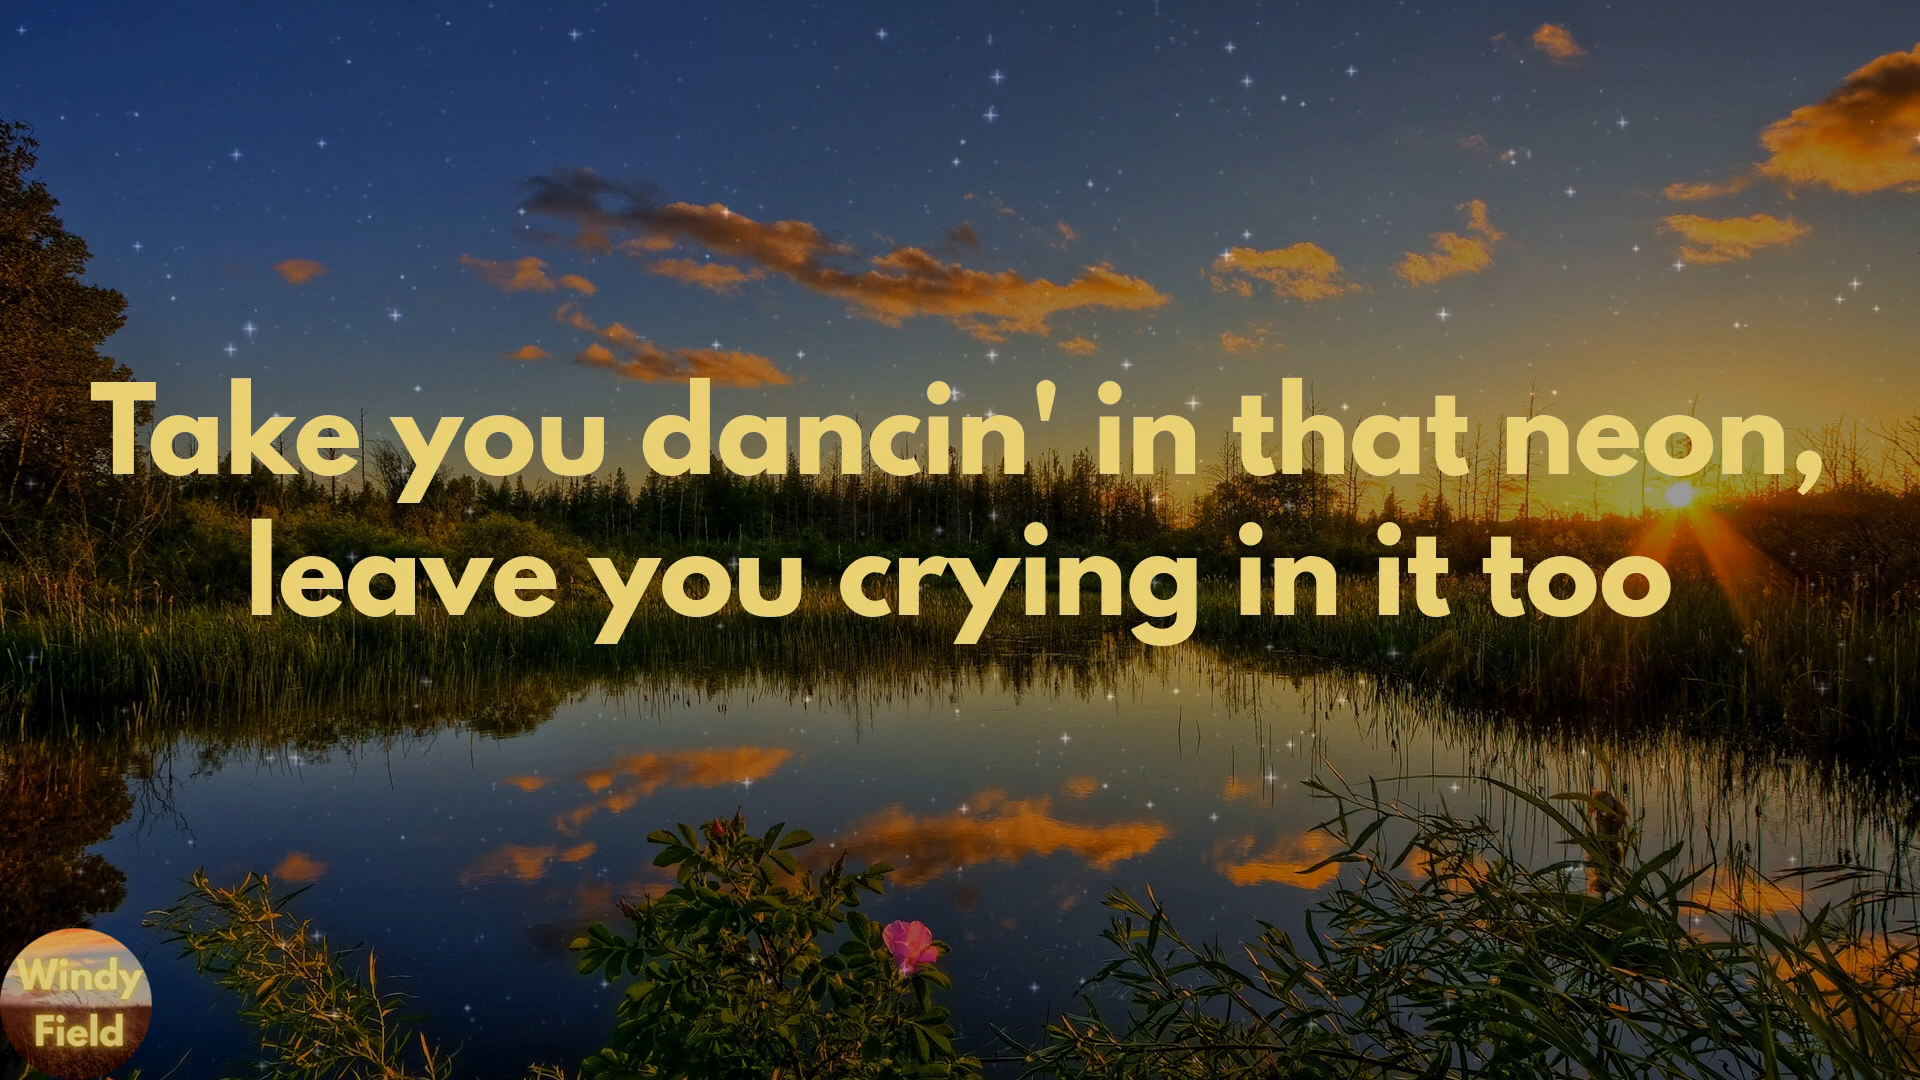 Take you dancin' in that neon,
leave you crying in it too
Windy
Field